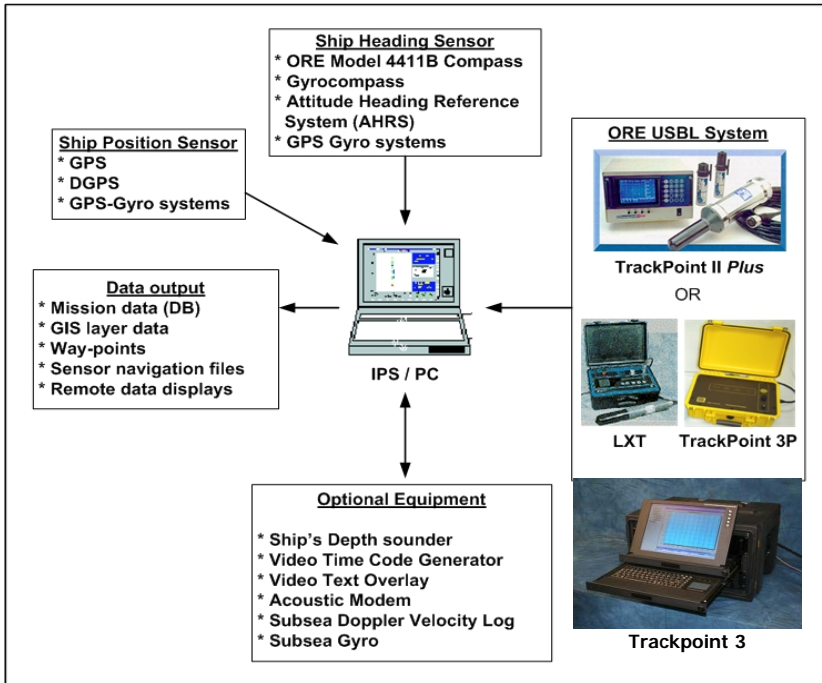 Ship Heading Sensor
* ORE Model 4411B Compass
* Gyrocompass
* Attitude Heading Reference
System (AHRS)
* GPS Gyro systems
Ship Position Sensor
* GPS
* DGPS
* GPS-Gyro systems
ORE USBL System
TrackPoint II Plus
OR
LXT
TrackPoint 3P
Data output
* Mission data (DB)
* GIS layer data
* Way-points
* Sensor navigation files
* Remote data displays
IPS / PC
Optional Equipment
* Ship's Depth sounder
* Video Time Code Generator
* Video Text Overlay
* Acoustic Modem
* Subsea Doppler Velocity Log
* Subsea Gyro
Trackpoint 3